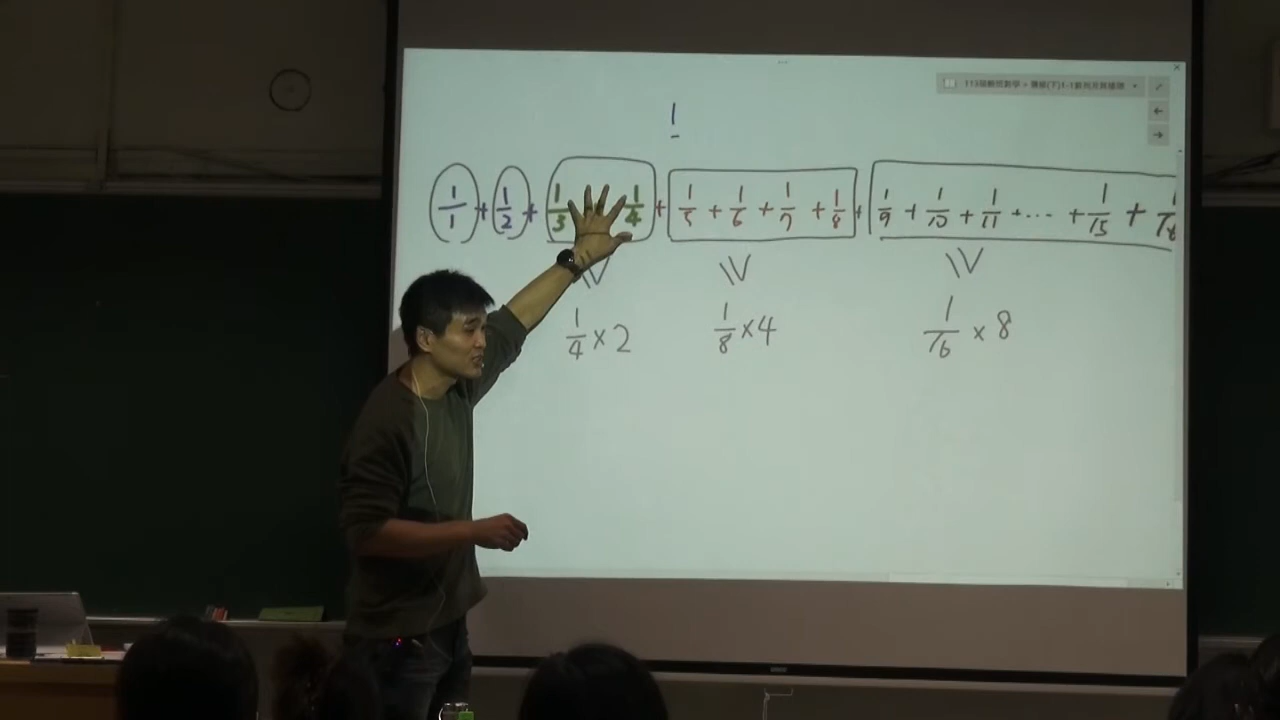 1
1/1 + 1/2 + 1/3 1/4 + 1/5 + 1/6 + 1/7 + 1/8 + 1/9 + 1/10 + 1/11 + ... + 1/15 + 1/16
≥ ≥ ≥
1/4 × 2 1/8 × 4 1/16 × 8